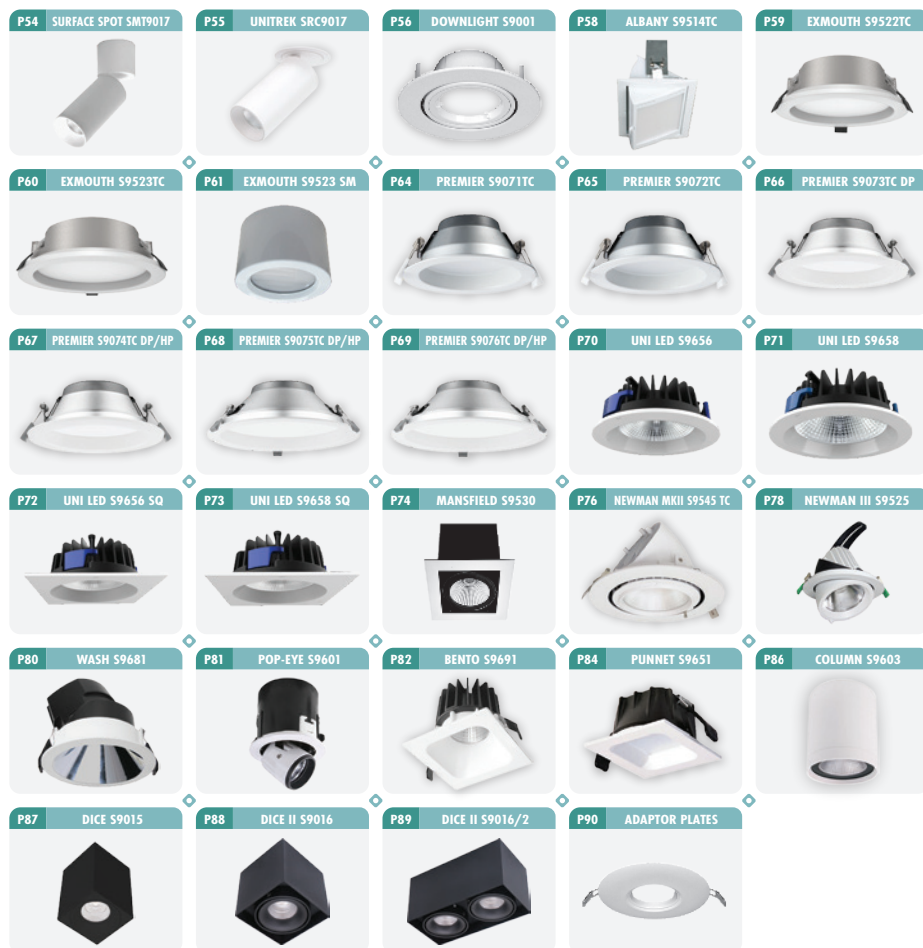 P54 SURFACE SPOT SMT9017
P55 UNITREK SRC9017
P56 DOWNLIGHT S9001
P58 ALBANY S9514TC
P59 EXMOUTH S9522TC
P60 EXMOUTH S9523TC
P61 EXMOUTH S9523 SM
P64 PREMIER S9071TC
P65 PREMIER S9072TC
P66 PREMIER S9073TC DP
P67 PREMIER S9074TC DP/HP
P68 PREMIER S9075TC DP/HP
P69 PREMIER S9076TC DP/HP
P70 UNI LED S9656
P71 UNI LED S9658
P72 UNI LED S9656 SQ
P73 UNI LED S9658 SQ
P74 MANSFIELD S9530
P76 NEWMAN MKII S9545 TC
P78 NEWMAN III S9525
P80 WASH S9681
P81 POP-EYE S9601
P82 BENTO S9691
P84 PUNNET S9651
P86 COLUMN S9603
P87 DICE S9015
P88 DICE II S9016
P89 DICE II S9016/2
P90 ADAPTOR PLATES